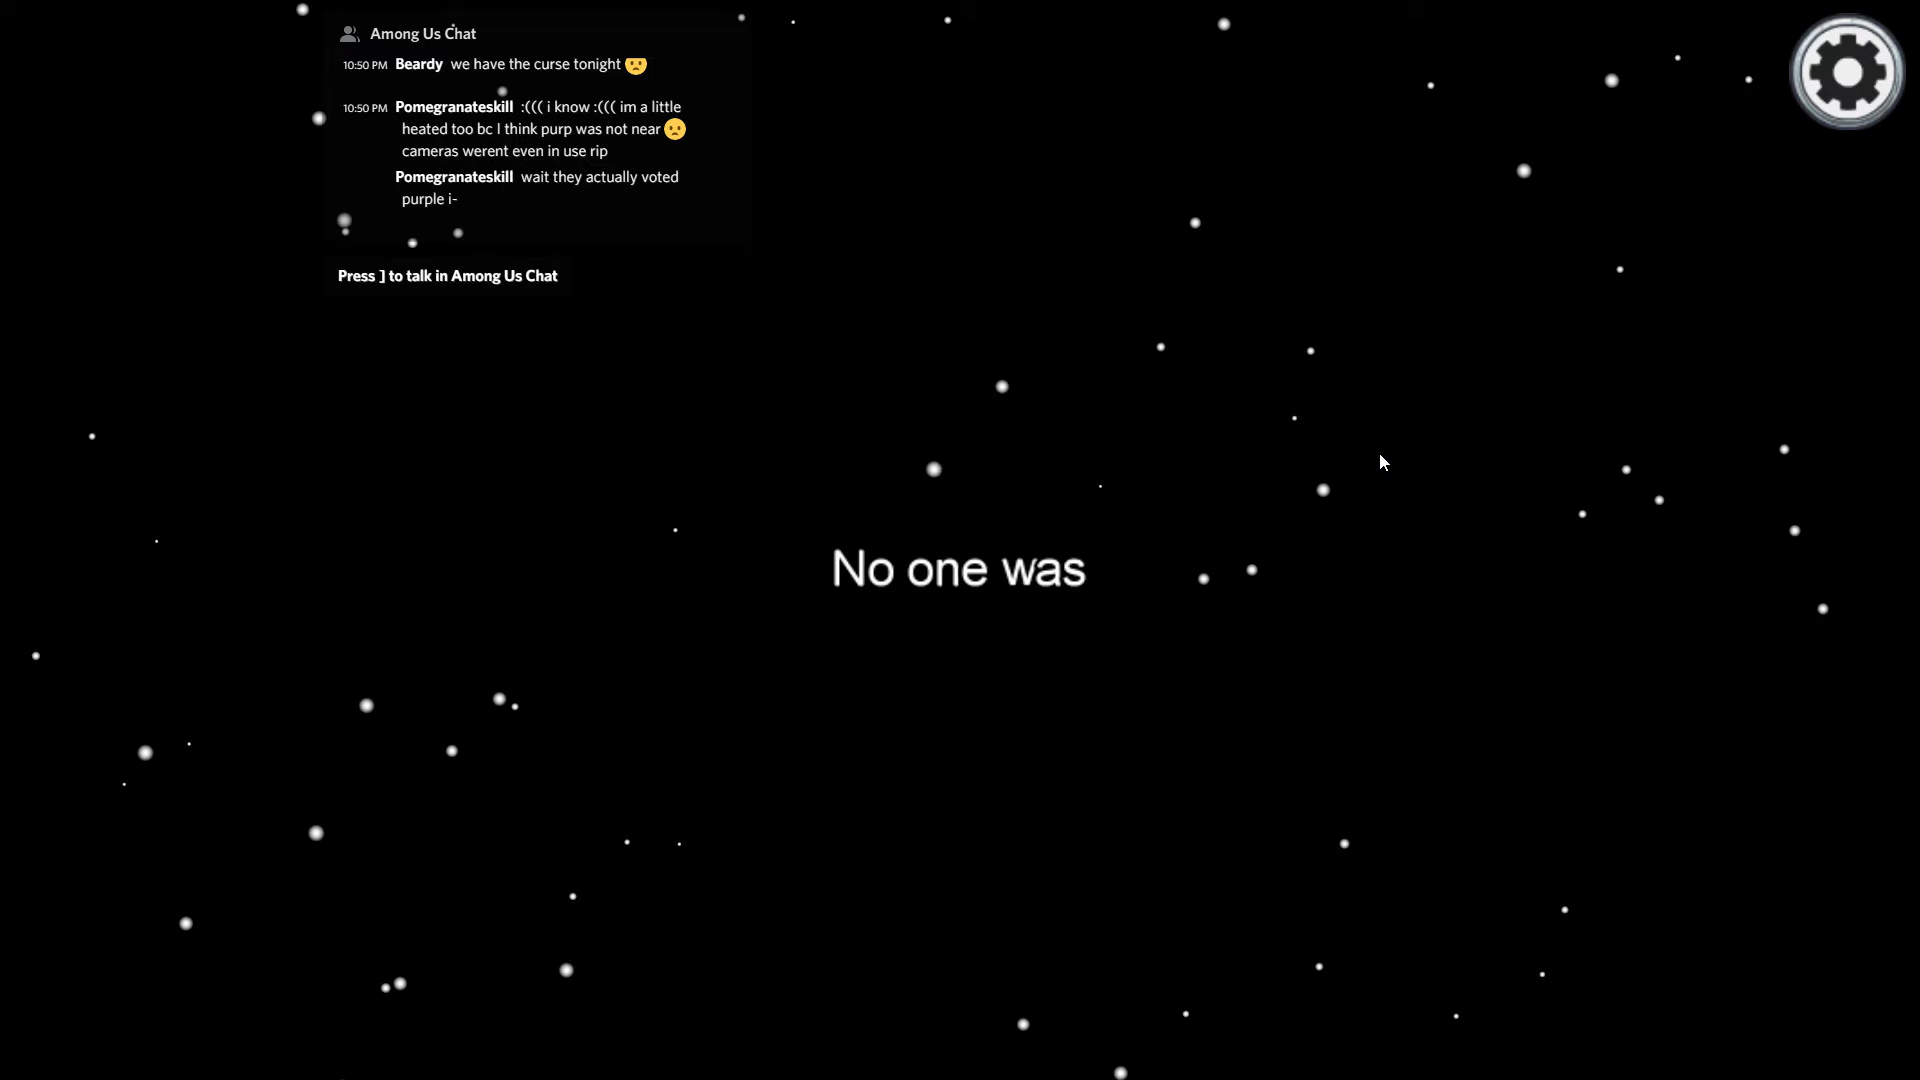 Among Us Chat
10:50 PM Beardy we have the curse tonight
10:50 PM Pomegranateskill :((( i know :((( im a little
heated too bc I think purp was not near
cameras werent even in use rip
Pomegranateskill wait they actually voted
purple i-
Press ] to talk in Among Us Chat
No one was